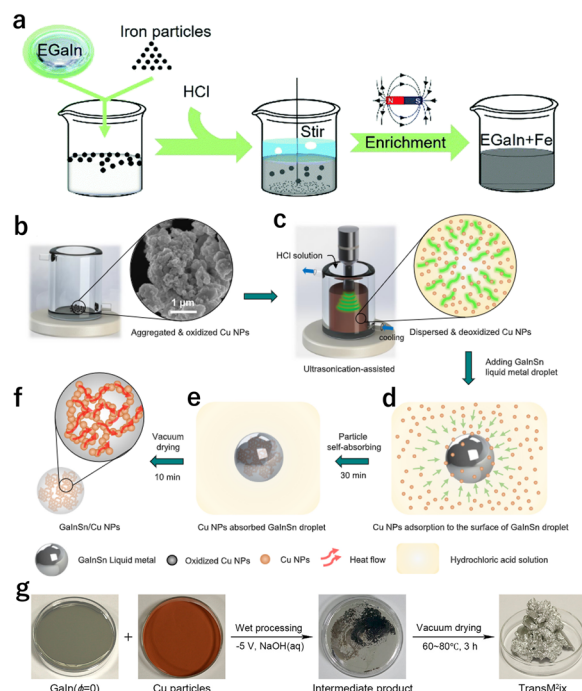 a
EGaIn
Iron particles
HCl
Stir
N S
Enrichment
EGaIn+Fe
b
1 μm
Aggregated & oxidized Cu NPs
c
HCl solution
cooling
Ultrasonication-assisted
Dispersed & deoxidized Cu NPs
Adding GaInSn
liquid metal droplet
f
GaInSn/Cu NPs
Vacuum
drying
10 min
e
Cu NPs absorbed GaInSn droplet
Particle
self-absorbing
30 min
d
Cu NPs adsorption to the surface of GaInSn droplet
GaInSn Liquid metal
Oxidized Cu NPs
Cu NPs
Heat flow
Hydrochloric acid solution
g
GaIn(ϕ=0)
+
Cu particles
Wet processing
-5 V, NaOH(aq)
Intermediate product
Vacuum drying
60~80℃, 3 h
TransM²ix